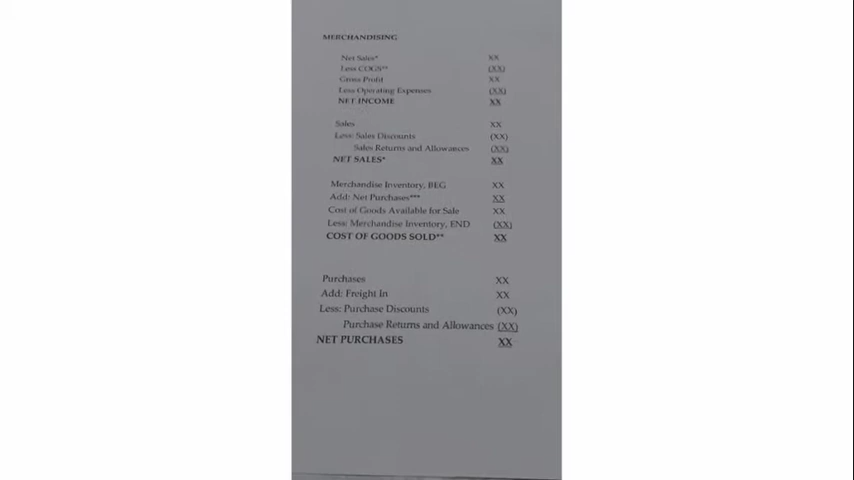 MERCHANDISING
Net Sales* XX
Less COGS** (XX)
Gross Profit XX
Less Operating Expenses (XX)
NET INCOME XX
Sales XX
Less: Sales Discounts (XX)
Sales Returns and Allowances (XX)
NET SALES* XX
Merchandise Inventory, BEG XX
Add: Net Purchases*** XX
Cost of Goods Available for Sale XX
Less: Merchandise Inventory, END (XX)
COST OF GOODS SOLD** XX
Purchases XX
Add: Freight In XX
Less: Purchase Discounts (XX)
Purchase Returns and Allowances (XX)
NET PURCHASES XX